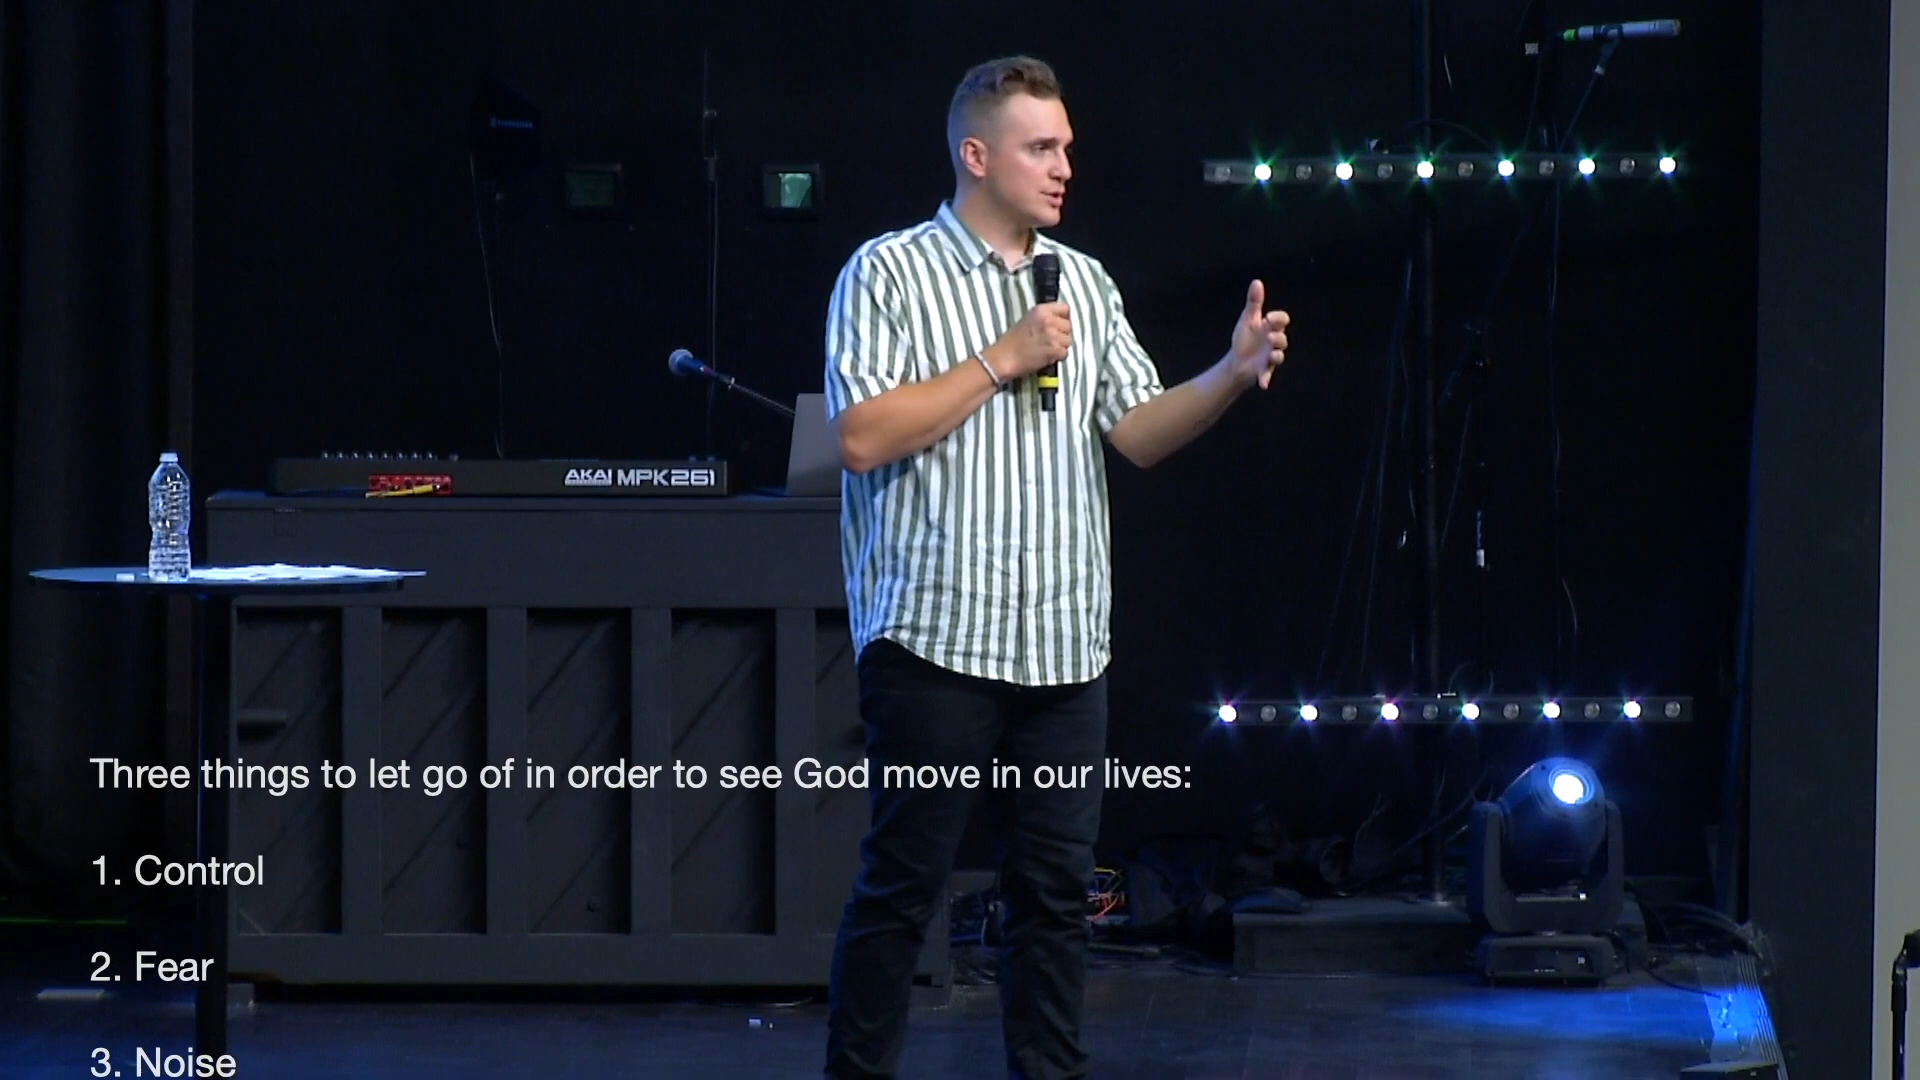 AKAI MPK261
Three things to let go of in order to see God move in our lives:
1. Control
2. Fear
3. Noise